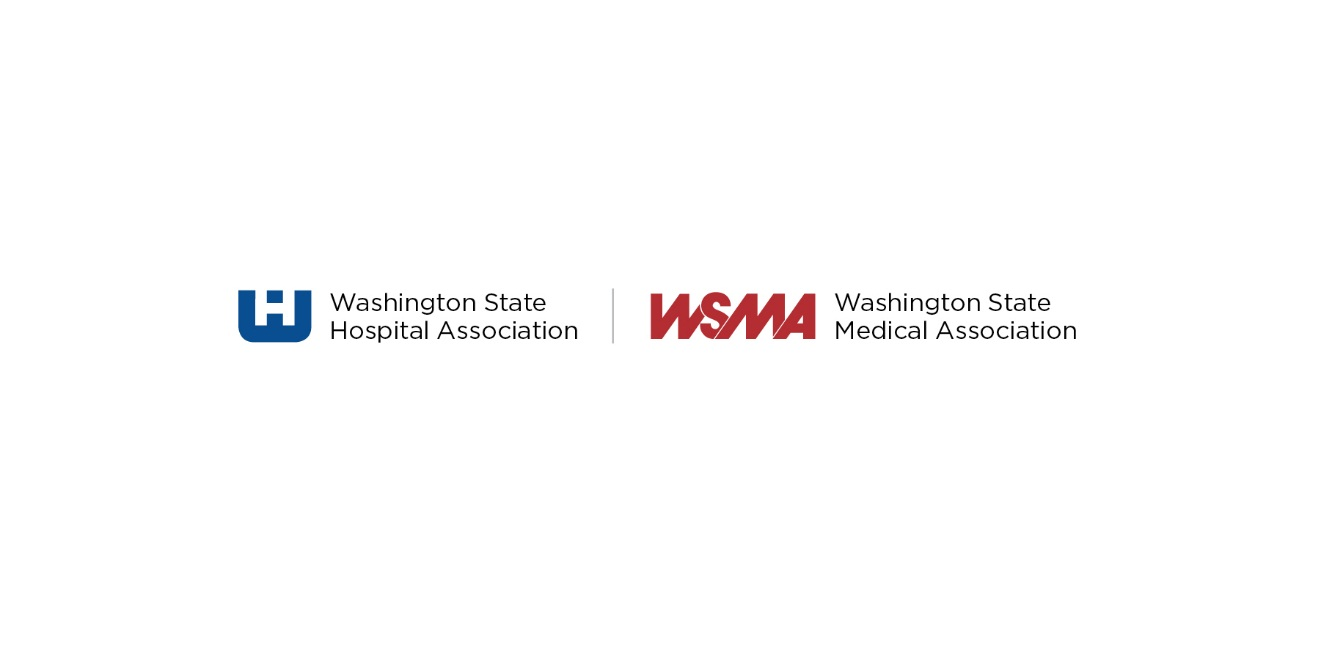 Washington State
Hospital Association
WSMA
Washington State
Medical Association